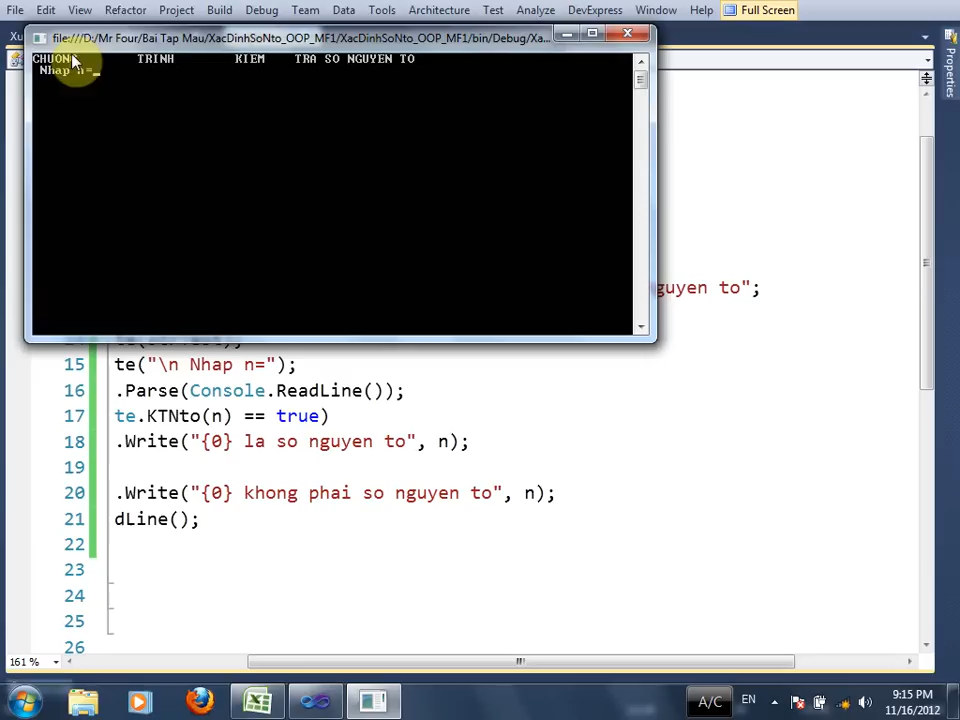 File Edit View Refactor Project Build Debug Team Data Tools Architecture Test Analyze DevExpress Window Help Full Screen
file:///D:/Mr Four/Bai Tap Mau/XacDinhSoNto_OOP_MF1/XacDinhSoNto_OOP_MF1/bin/Debug/Xa...
CHUONG TRINH KIEM TRA SO NGUYEN TO
Nhap n=_
Properties
guyen to";
15 te("\n Nhap n=");
16 .Parse(Console.ReadLine());
17 te.KTNto(n) == true)
18 .Write("{0} la so nguyen to", n);
19
20 .Write("{0} khong phai so nguyen to", n);
21 dLine();
22
23
24
25
26
161 %
A/C EN 9:15 PM
11/16/2012